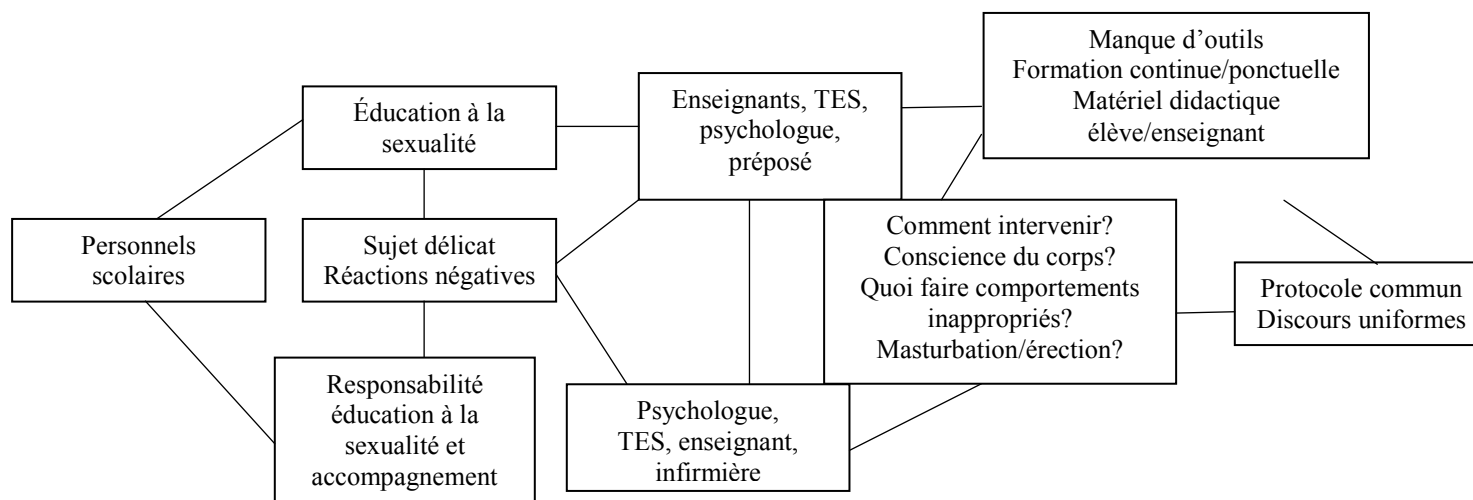 Personnels
scolaires
Éducation à la
sexualité
Sujet délicat
Réactions négatives
Responsabilité
éducation à la
sexualité et
accompagnement
Enseignants, TES,
psychologue,
préposé
Psychologue,
TES, enseignant,
infirmière
Manque d’outils
Formation continue/ponctuelle
Matériel didactique
élève/enseignant
Comment intervenir?
Conscience du corps?
Quoi faire comportements
inappropriés?
Masturbation/érection?
Protocole commun
Discours uniformes